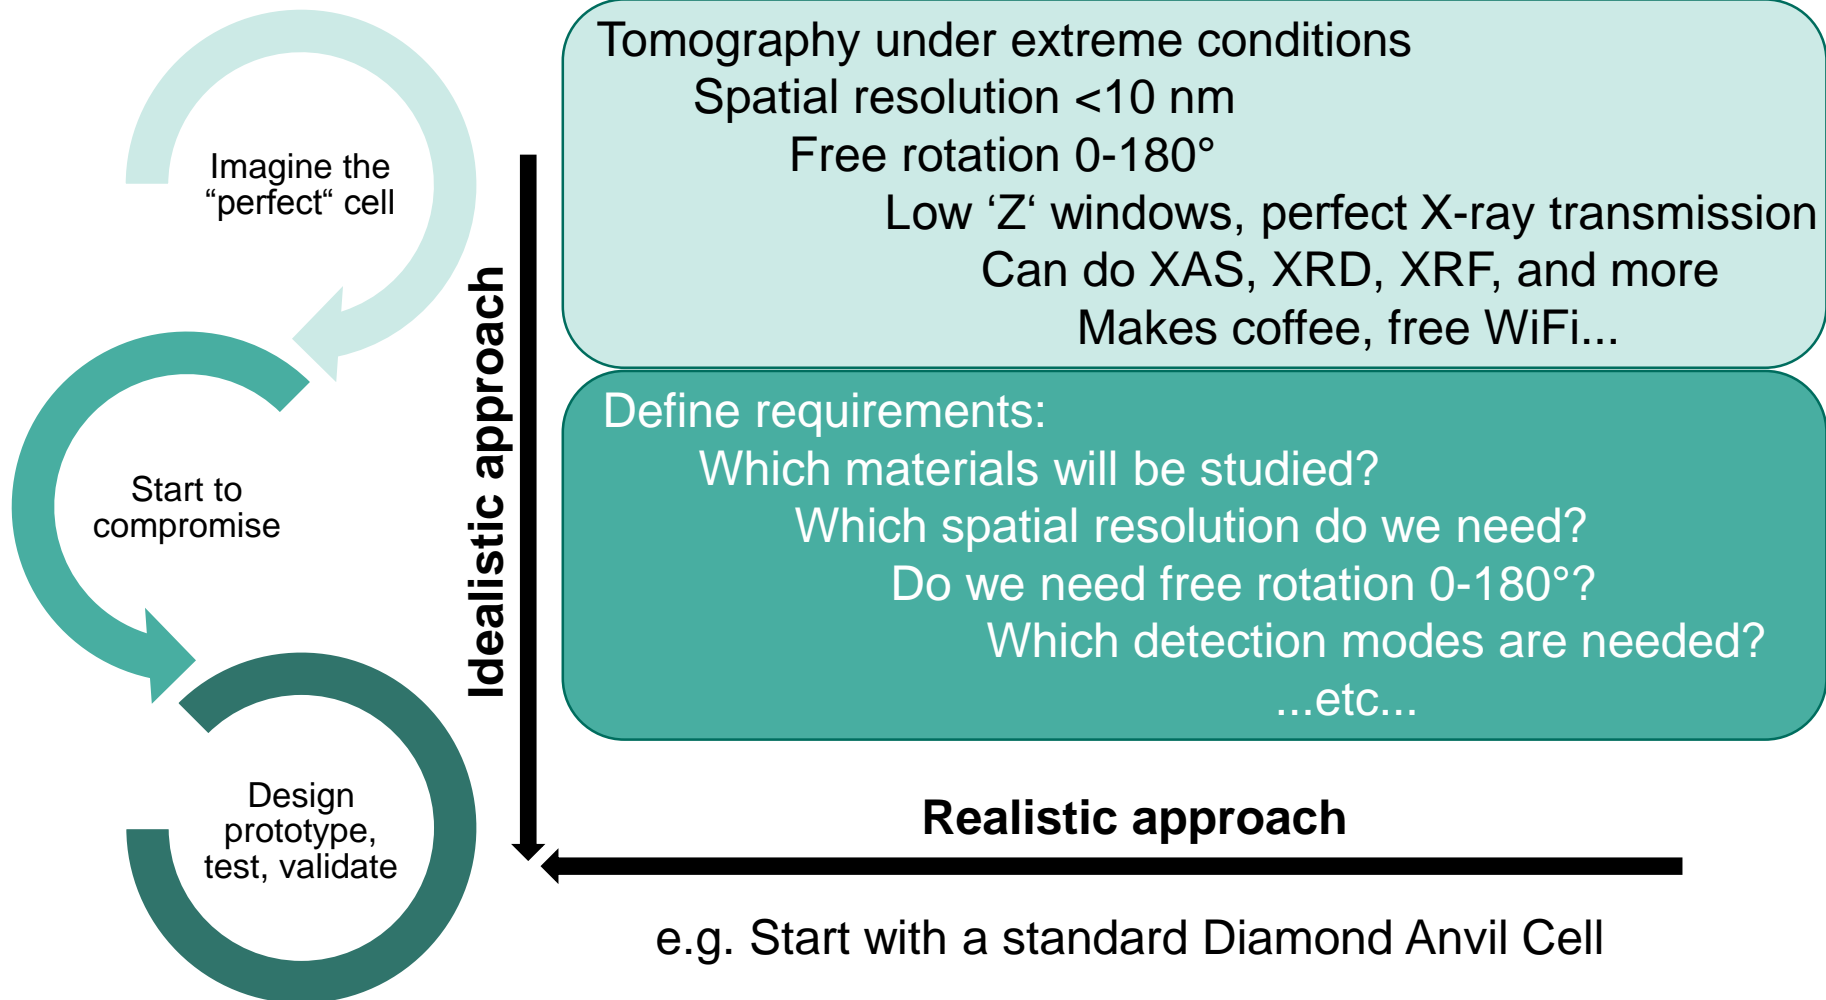 Imagine the
“perfect“ cell
Start to
compromise
Design
prototype,
test, validate
Idealistic approach
Tomography under extreme conditions
Spatial resolution <10 nm
Free rotation 0-180°
Low ‘Z‘ windows, perfect X-ray transmission
Can do XAS, XRD, XRF, and more
Makes coffee, free WiFi...
Define requirements:
Which materials will be studied?
Which spatial resolution do we need?
Do we need free rotation 0-180°?
Which detection modes are needed?
...etc...
Realistic approach
e.g. Start with a standard Diamond Anvil Cell